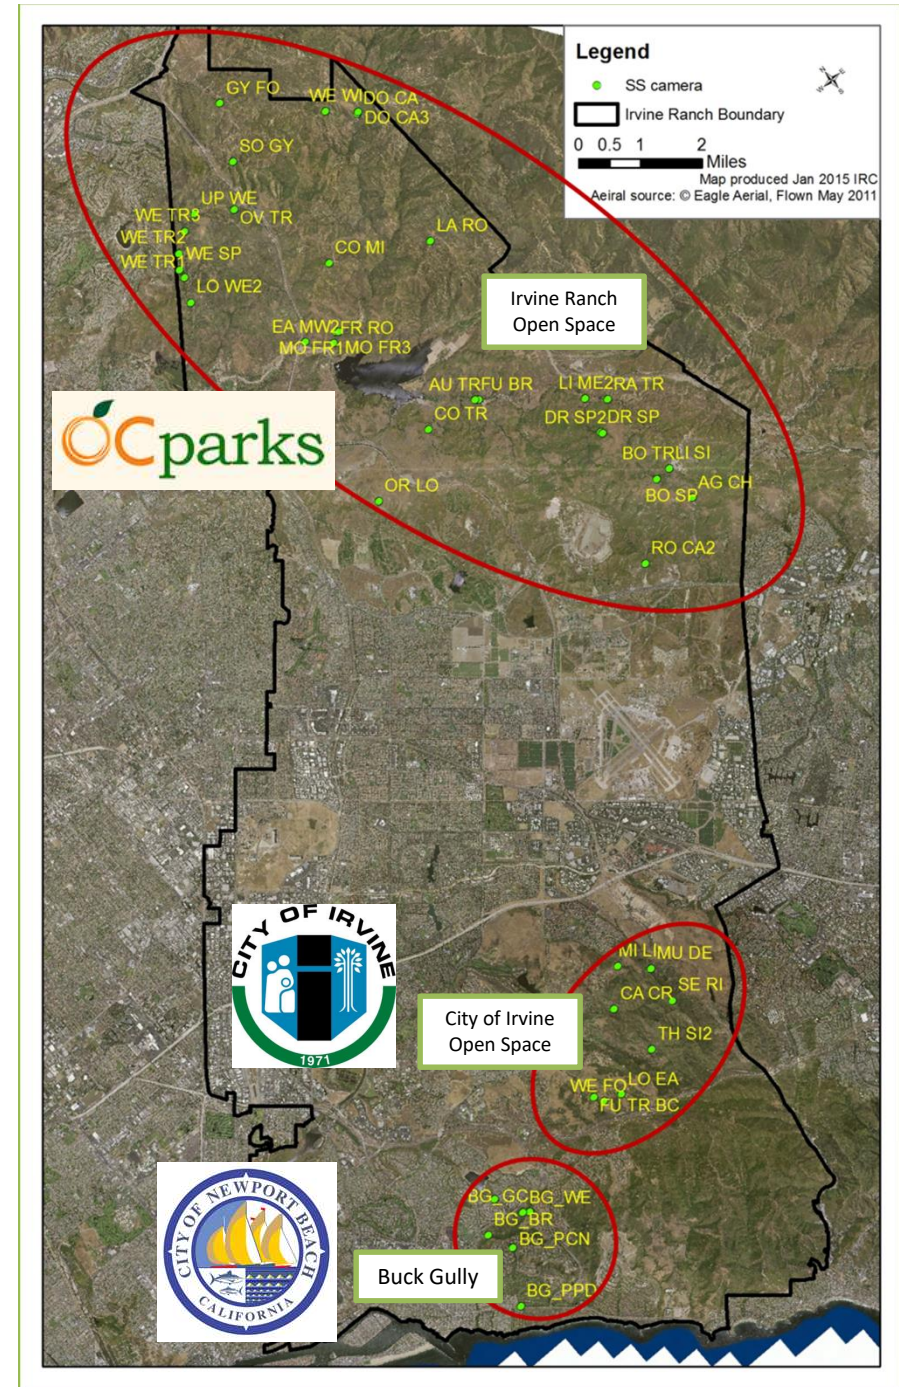 Legend
SS camera
Irvine Ranch Boundary
0 0.5 1 2
Miles
Map produced Jan 2015 IRC
Aeiral source: © Eagle Aerial, Flown May 2011
GY FO
WE WI
DO CA
DO CA3
SO GY
UP WE
WE TR3
OV TR
WE TR2
LA RO
WE SP
CO MI
WE TR1
LO WE2
Irvine Ranch
Open Space
EA MW2
FR RO
MO FR1
MO FR3
AU TR
FU BR
LI ME2
RA TR
CO TR
DR SP2
DR SP
OCparks
BO TR
LI SI
OR LO
AG CH
BO SP
RO CA2
CITY OF IRVINE
1971
MI LI
MU DE
SE RI
CA CR
City of Irvine
Open Space
TH SI2
LO EA
WE FO
FU TR BC
CITY OF NEWPORT BEACH
CALIFORNIA
BG_GC
BG_WE
BG_BR
BG_PCN
Buck Gully
BG_PPD